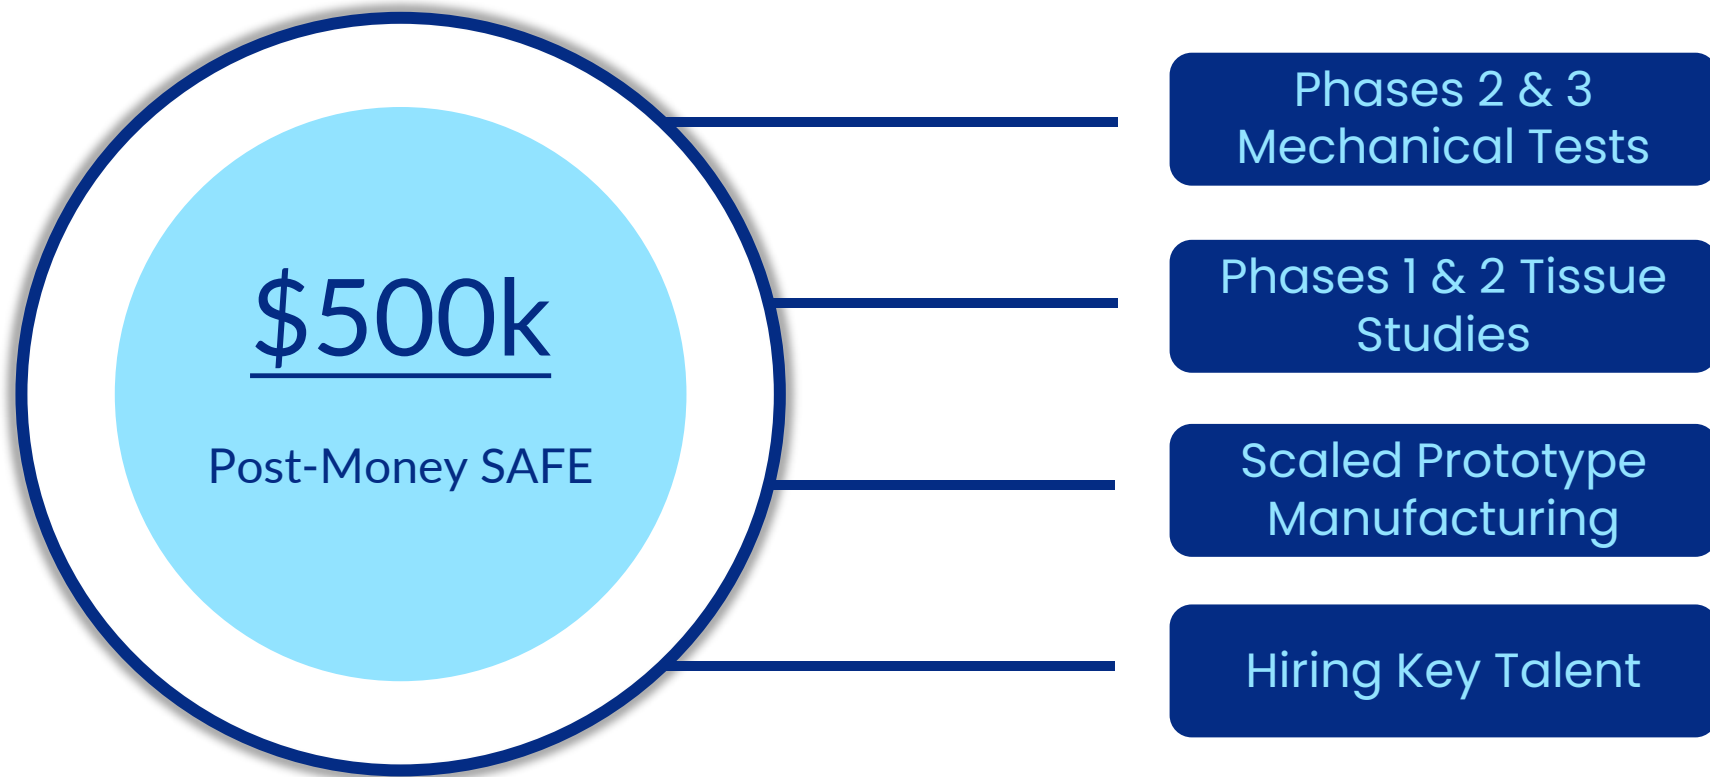 $500k
Post-Money SAFE
Phases 2 & 3
Mechanical Tests
Phases 1 & 2 Tissue
Studies
Scaled Prototype
Manufacturing
Hiring Key Talent